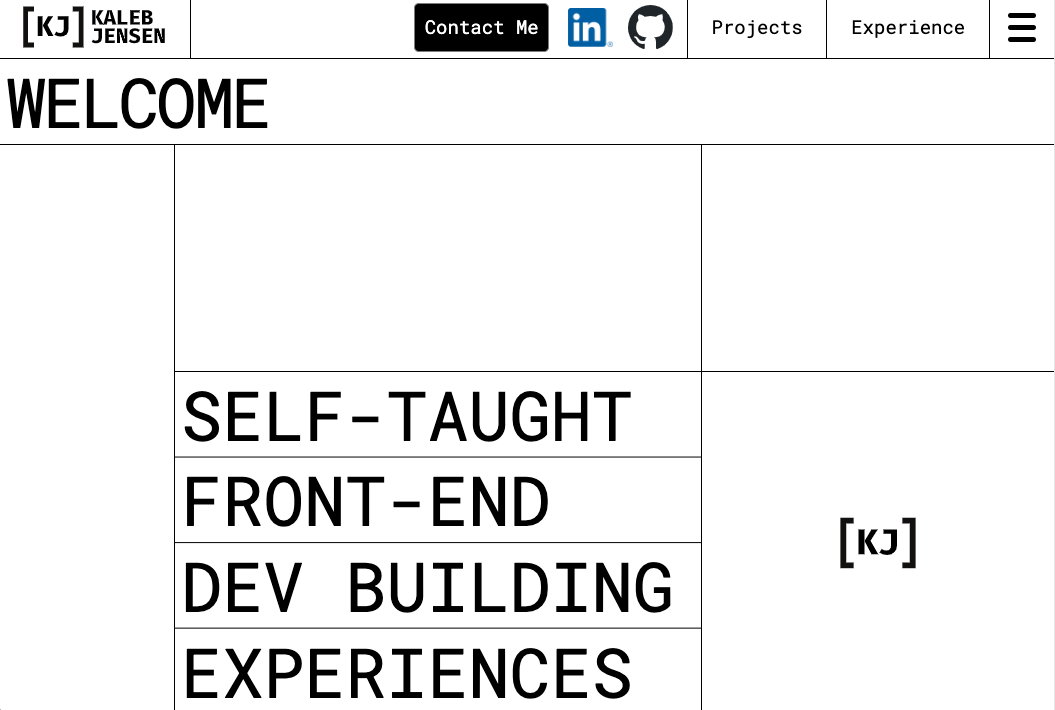 [KJ] KALEB
JENSEN
Contact Me
in
Projects
Experience
WELCOME
SELF-TAUGHT
FRONT-END
DEV BUILDING
EXPERIENCES
[KJ]